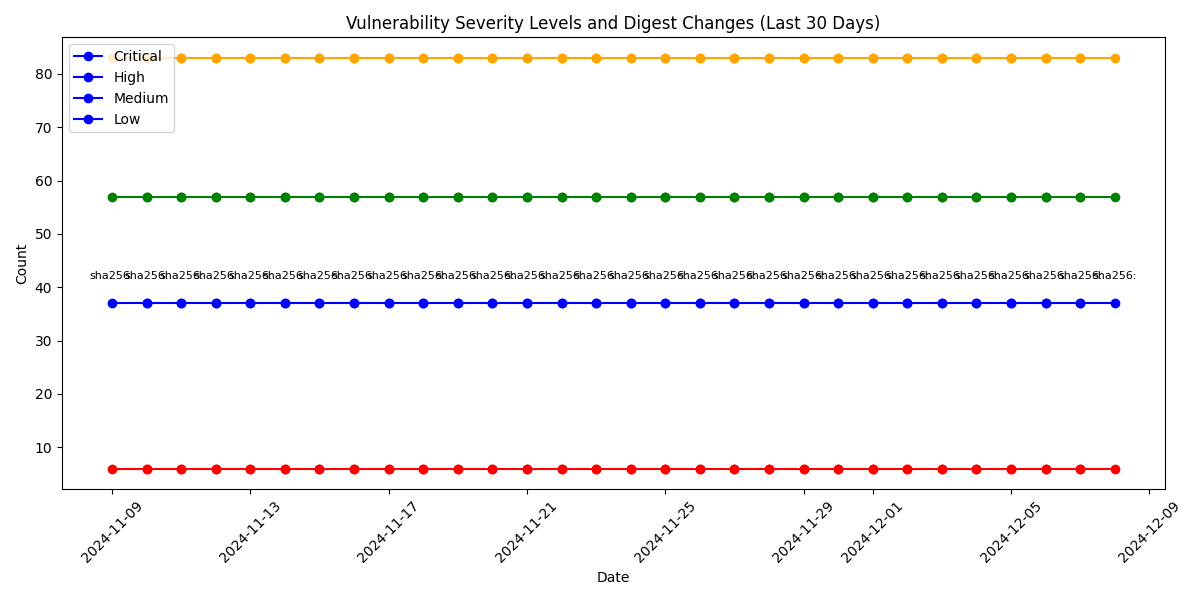 Vulnerability Severity Levels and Digest Changes (Last 30 Days)
Critical
High
Medium
Low
80
70
60
50
40
30
20
10
Count
sha256: sha256: sha256: sha256: sha256: sha256: sha256: sha256: sha256: sha256: sha256: sha256: sha256: sha256: sha256: sha256: sha256: sha256: sha256: sha256: sha256: sha256: sha256: sha256: sha256: sha256: sha256: sha256: sha256: sha256:
2024-11-09 2024-11-13 2024-11-17 2024-11-21 2024-11-25 2024-11-29 2024-12-01 2024-12-05 2024-12-09
Date